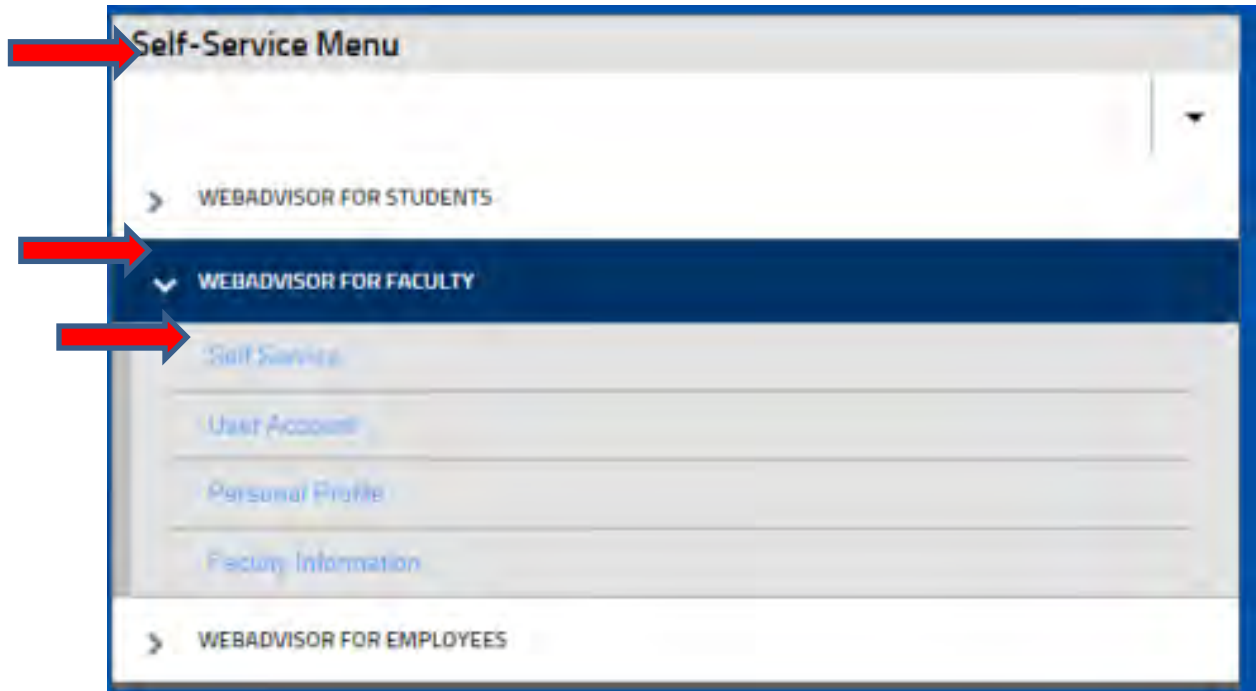 Self-Service Menu
WEBADVISOR FOR STUDENTS
WEBADVISOR FOR FACULTY
Self Service
User Account
Personal Profile
Faculty Information
WEBADVISOR FOR EMPLOYEES